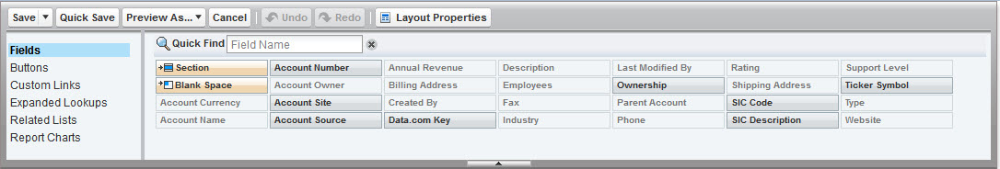 Save Quick Save Preview As... Cancel Undo Redo Layout Properties
Fields
Buttons
Custom Links
Expanded Lookups
Related Lists
Report Charts
Quick Find Field Name
Section Account Number Annual Revenue Description Last Modified By Rating Support Level
Blank Space Account Owner Billing Address Employees Ownership Shipping Address Ticker Symbol
Account Currency Account Site Created By Fax Parent Account SIC Code Type
Account Name Account Source Data.com Key Industry Phone SIC Description Website